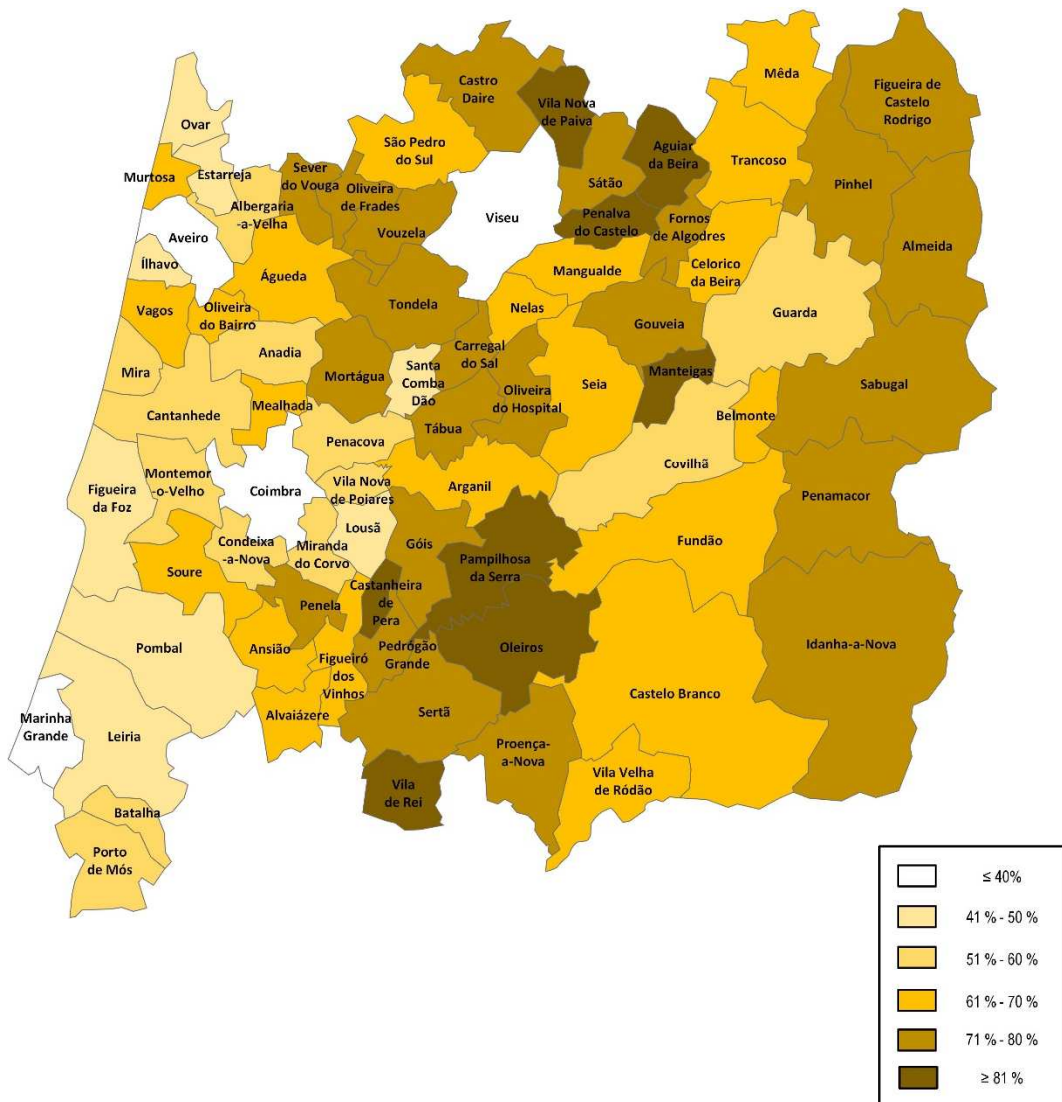 Mêda
Castro
Daire
Figueira de
Castelo
Rodrigo
Vila Nova
de Paiva
Ovar
São Pedro
do Sul
Aguiar
da Beira
Trancoso
Murtosa
Estarreja
Sever
do Vouga
Pinhel
Albergaria
-a-Velha
Oliveira
de Frades
Sátão
Viseu
Penalva
do Castelo
Fornos
de Algodres
Aveiro
Vouzela
Almeida
Ílhavo
Águeda
Mangualde
Celorico
da Beira
Vagos
Oliveira
do Bairro
Tondela
Nelas
Gouveia
Guarda
Anadia
Carregal
do Sal
Mira
Mortágua
Santa
Comba
Dão
Manteigas
Seia
Sabugal
Oliveira
do Hospital
Cantanhede
Mealhada
Belmonte
Tábua
Penacova
Covilhã
Montemor
-o-Velho
Vila Nova
de Poiares
Arganil
Coimbra
Penamacor
Figueira
da Foz
Lousã
Condeixa
-a-Nova
Miranda
do Corvo
Góis
Fundão
Soure
Pampilhosa
da Serra
Castanheira
de
Pera
Penela
Pombal
Ansião
Pedrógão
Grande
Oleiros
Idanha-a-Nova
Figueiró
dos
Vinhos
Castelo Branco
Marinha
Grande
Leiria
Alvaiázere
Sertã
Proença-
a-Nova
Vila
de Rei
Vila Velha
de Ródão
Batalha
Porto
de Mós
≤ 40%
41 % - 50 %
51 % - 60 %
61 % - 70 %
71 % - 80 %
≥ 81 %